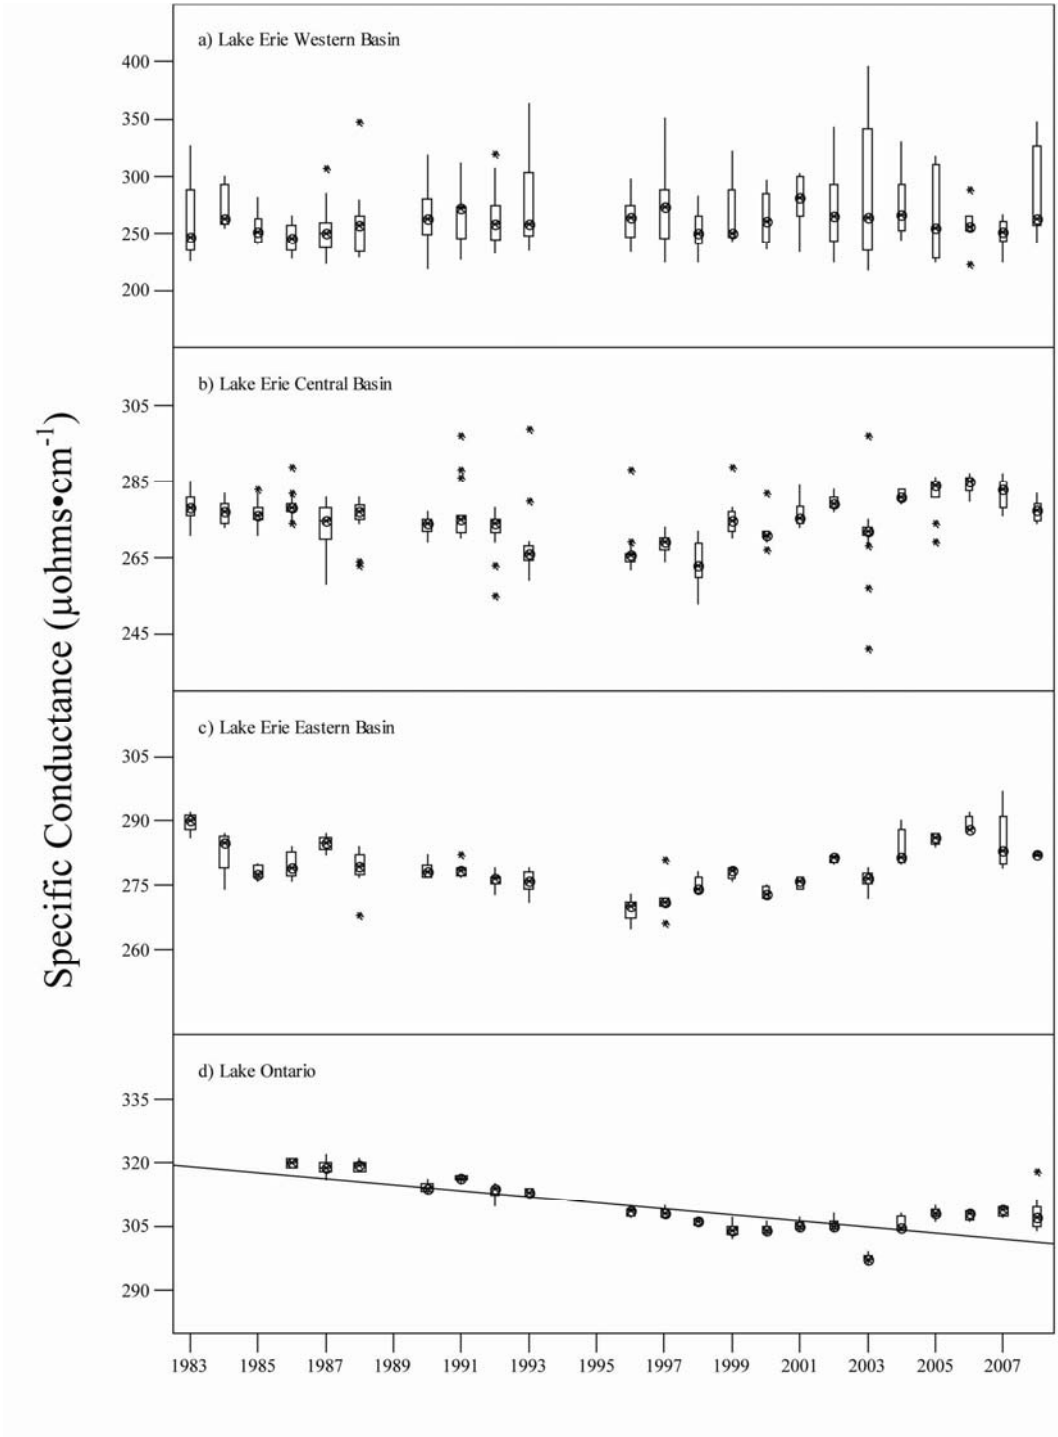 Specific Conductance (µohms•cm-1)
a) Lake Erie Western Basin
400
350
300
250
200
b) Lake Erie Central Basin
305
285
265
245
c) Lake Erie Eastern Basin
305
290
275
260
d) Lake Ontario
335
320
305
290
1983 1985 1987 1989 1991 1993 1995 1997 1999 2001 2003 2005 2007